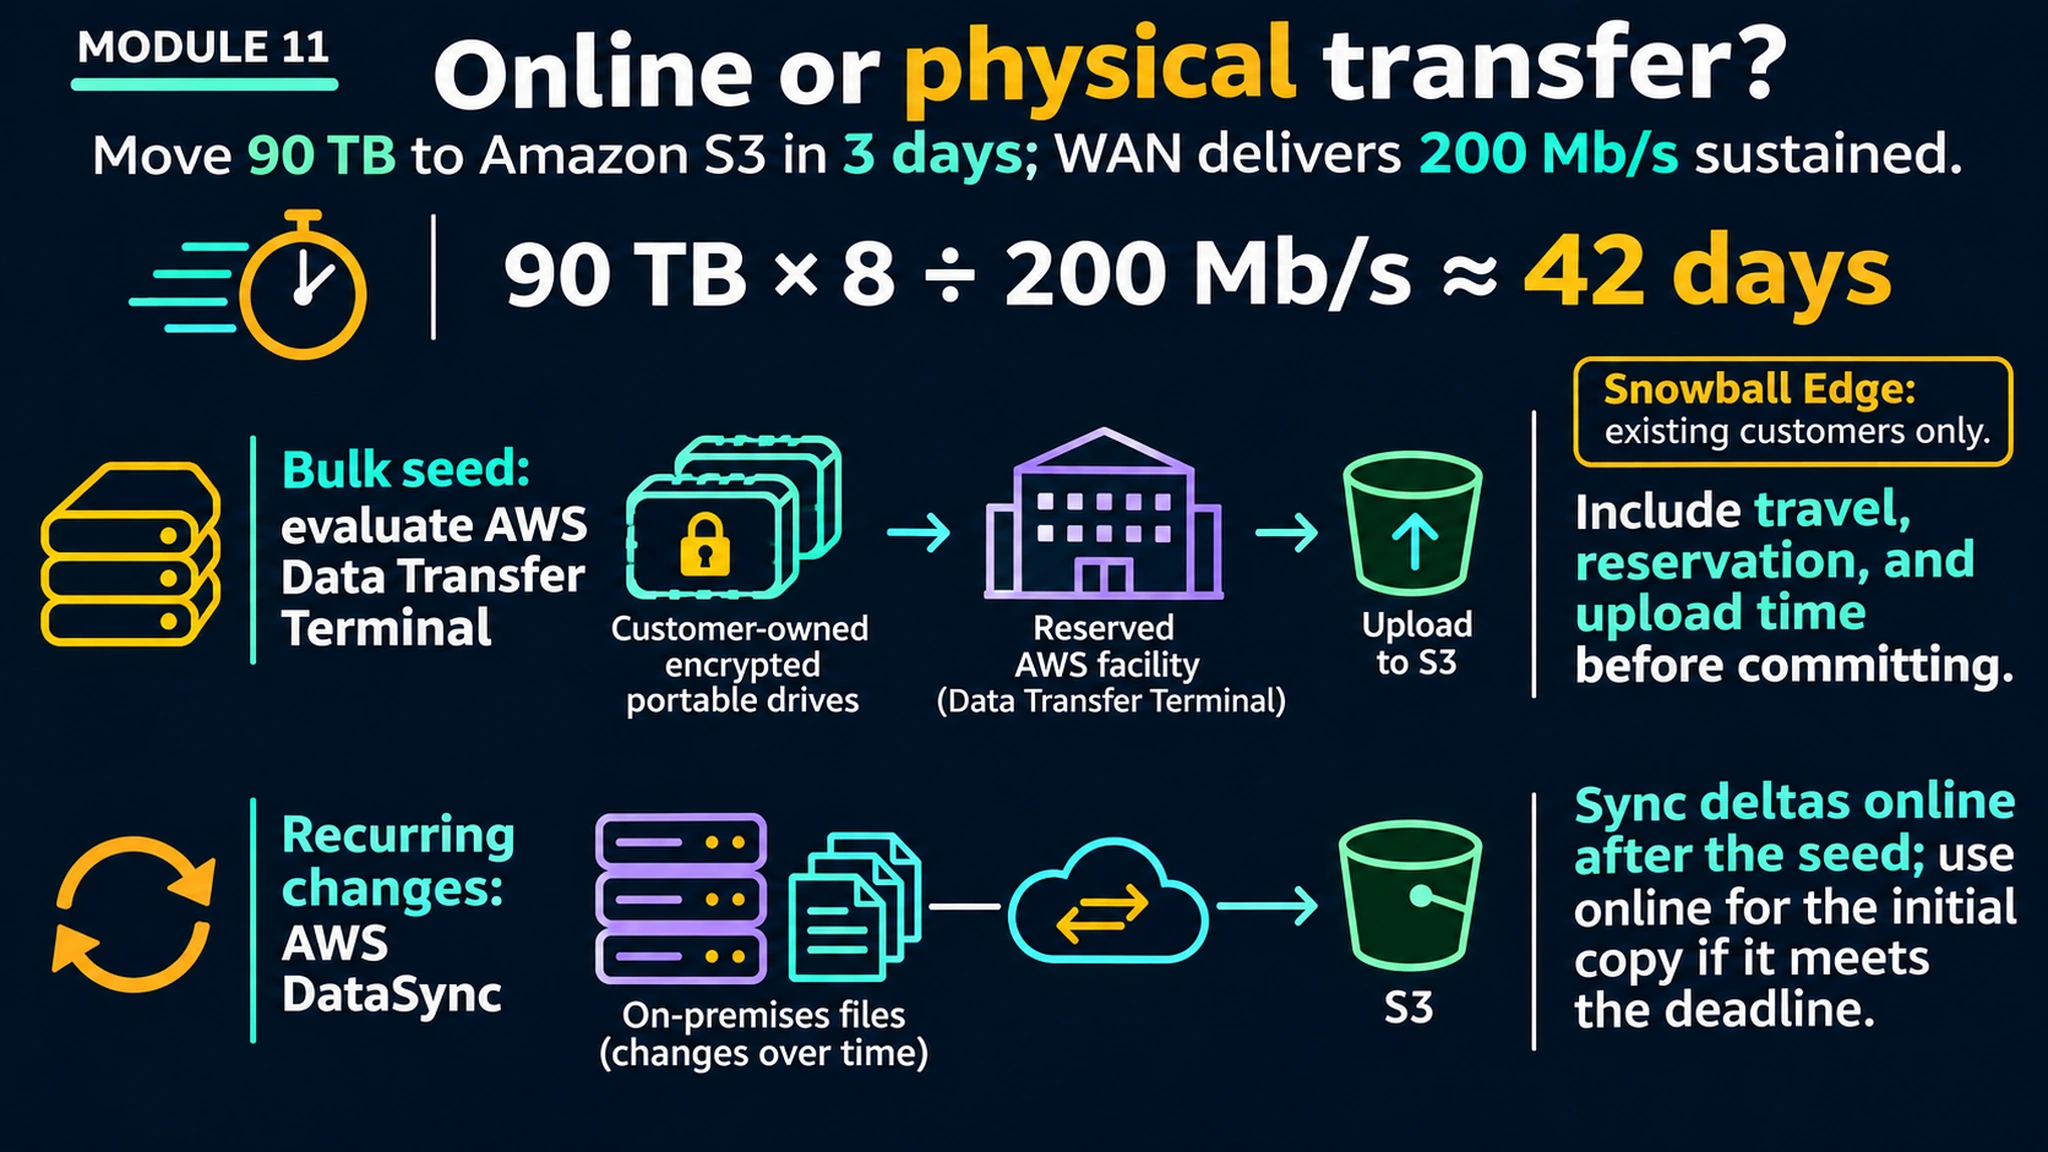 MODULE 11
Online or physical transfer?
Move 90 TB to Amazon S3 in 3 days; WAN delivers 200 Mb/s sustained.
90 TB × 8 ÷ 200 Mb/s ≈ 42 days
Bulk seed:
evaluate AWS
Data Transfer
Terminal
Customer-owned
encrypted
portable drives
Reserved
AWS facility
(Data Transfer Terminal)
Upload
to S3
Snowball Edge:
existing customers only.
Include travel,
reservation, and
upload time
before committing.
Recurring
changes:
AWS
DataSync
On-premises files
(changes over time)
S3
Sync deltas online
after the seed; use
online for the initial
copy if it meets
the deadline.